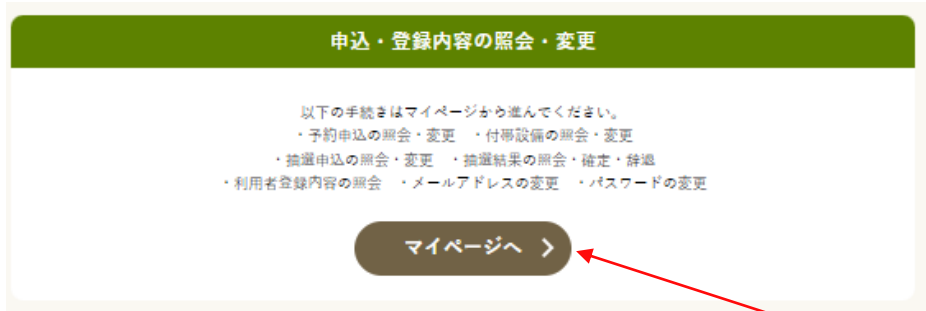 申込・登録内容の照会・変更
以下の手続きはマイページから進んでください。
・予約申込の照会・変更　・付帯設備の照会・変更
・抽選申込の照会・変更　・抽選結果の照会・確定・辞退
・利用者登録内容の照会　・メールアドレスの変更　・パスワードの変更
マイページへ